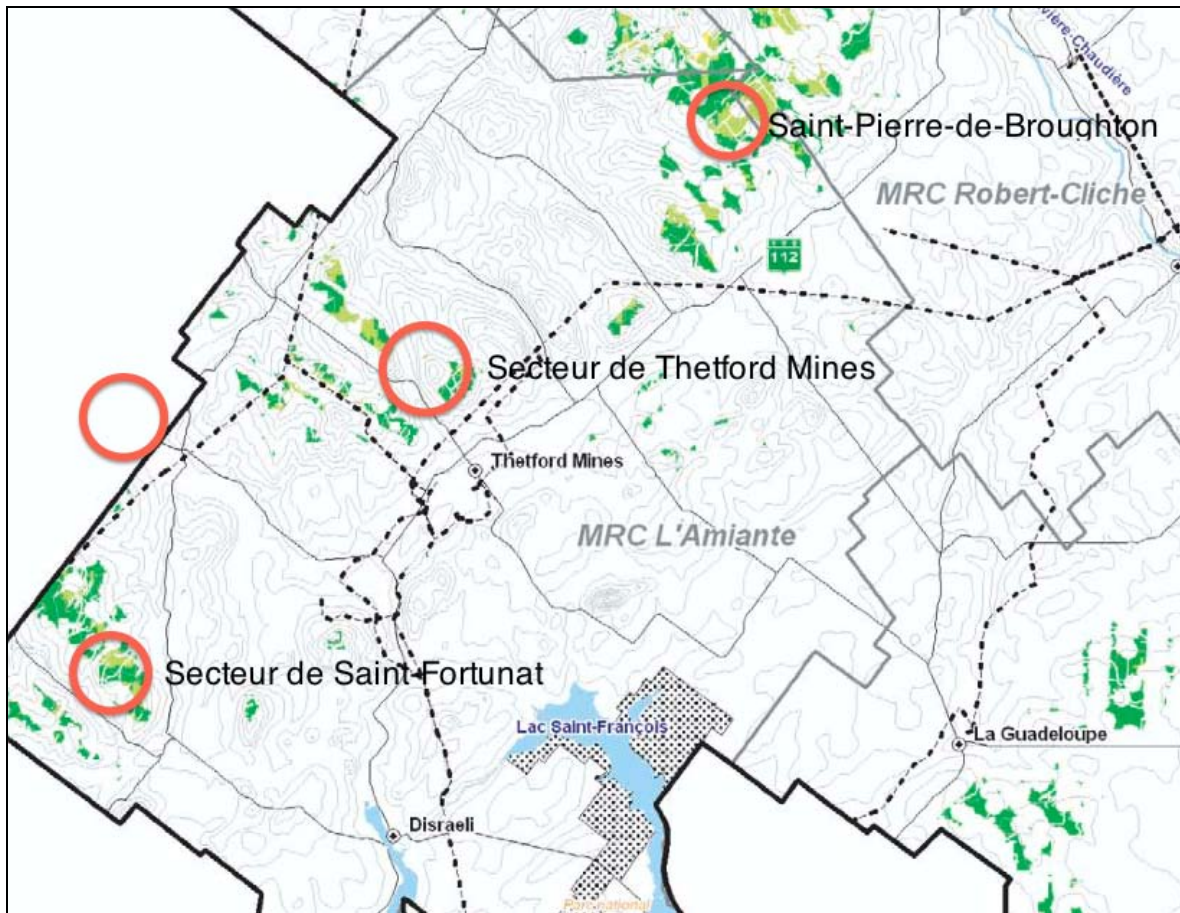 Rivière-Chaudière
Saint-Pierre-de-Broughton
MRC Robert-Cliche
112
Secteur de Thetford Mines
Thetford Mines
MRC L'Amiante
Secteur de Saint-Fortunat
Lac Saint-François
La Guadeloupe
Disraeli
Parc national